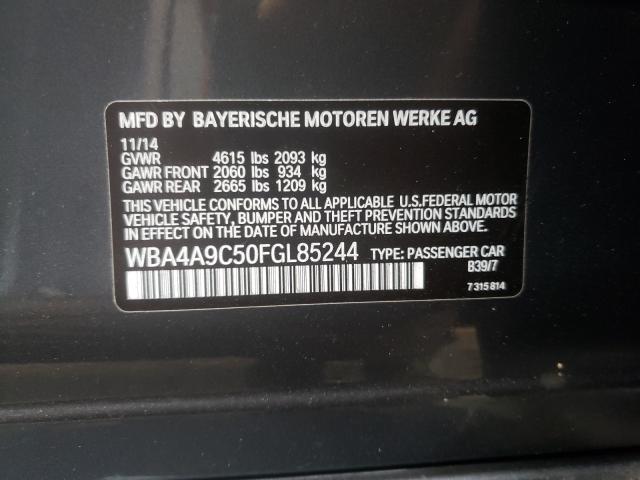 MFD BY BAYERISCHE MOTOREN WERKE AG
11/14
GVWR 4615 lbs 2093 kg
GAWR FRONT 2060 lbs 934 kg
GAWR REAR 2665 lbs 1209 kg
THIS VEHICLE CONFORMS TO ALL APPLICABLE U.S.FEDERAL MOTOR
VEHICLE SAFETY, BUMPER AND THEFT PREVENTION STANDARDS
IN EFFECT ON THE DATE OF MANUFACTURE SHOWN ABOVE.
WBA4A9C50FGL85244 TYPE: PASSENGER CAR
B39/7
7 315 814